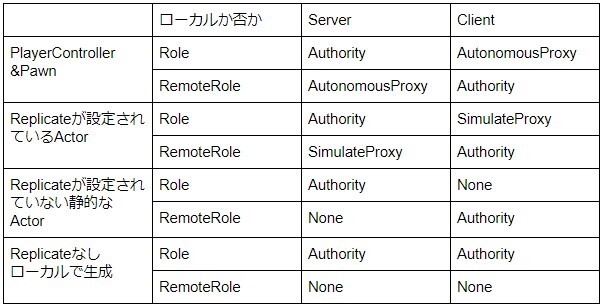 ローカルか否か Server Client
PlayerController Role Authority AutonomousProxy
&Pawn
RemoteRole AutonomousProxy Authority
Replicateが設定され Role Authority SimulateProxy
ているActor
RemoteRole SimulateProxy Authority
Replicateが設定され Role Authority None
ていない静的な
Actor
RemoteRole None Authority
Replicateなし Role Authority Authority
ローカルで生成
RemoteRole None None